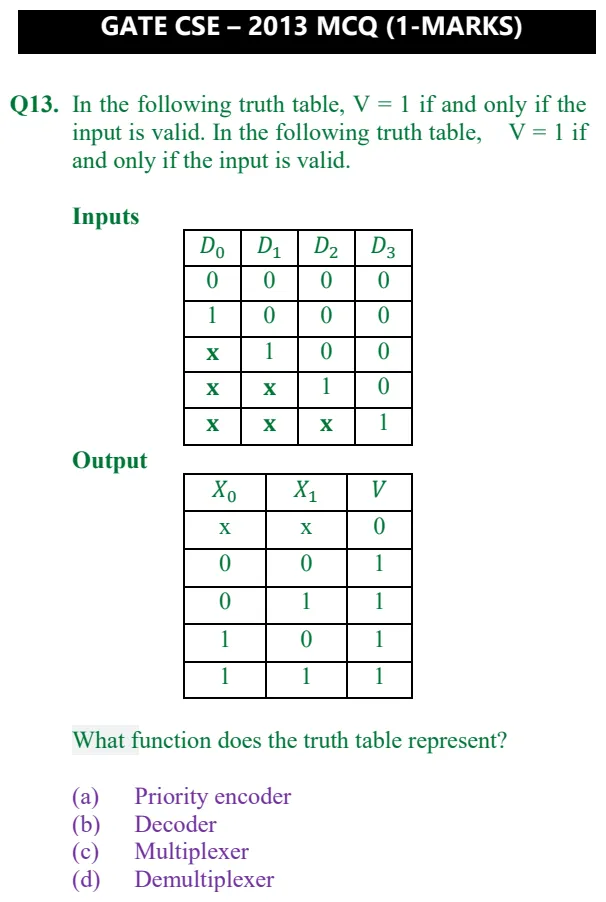 GATE CSE – 2013 MCQ (1-MARKS)
Q13. In the following truth table, V = 1 if and only if the
input is valid. In the following truth table, V = 1 if
and only if the input is valid.
Inputs
D₀ D₁ D₂ D₃
0 0 0 0
1 0 0 0
x 1 0 0
x x 1 0
x x x 1
Output
X₀ X₁ V
x x 0
0 0 1
0 1 1
1 0 1
1 1 1
What function does the truth table represent?
(a) Priority encoder
(b) Decoder
(c) Multiplexer
(d) Demultiplexer